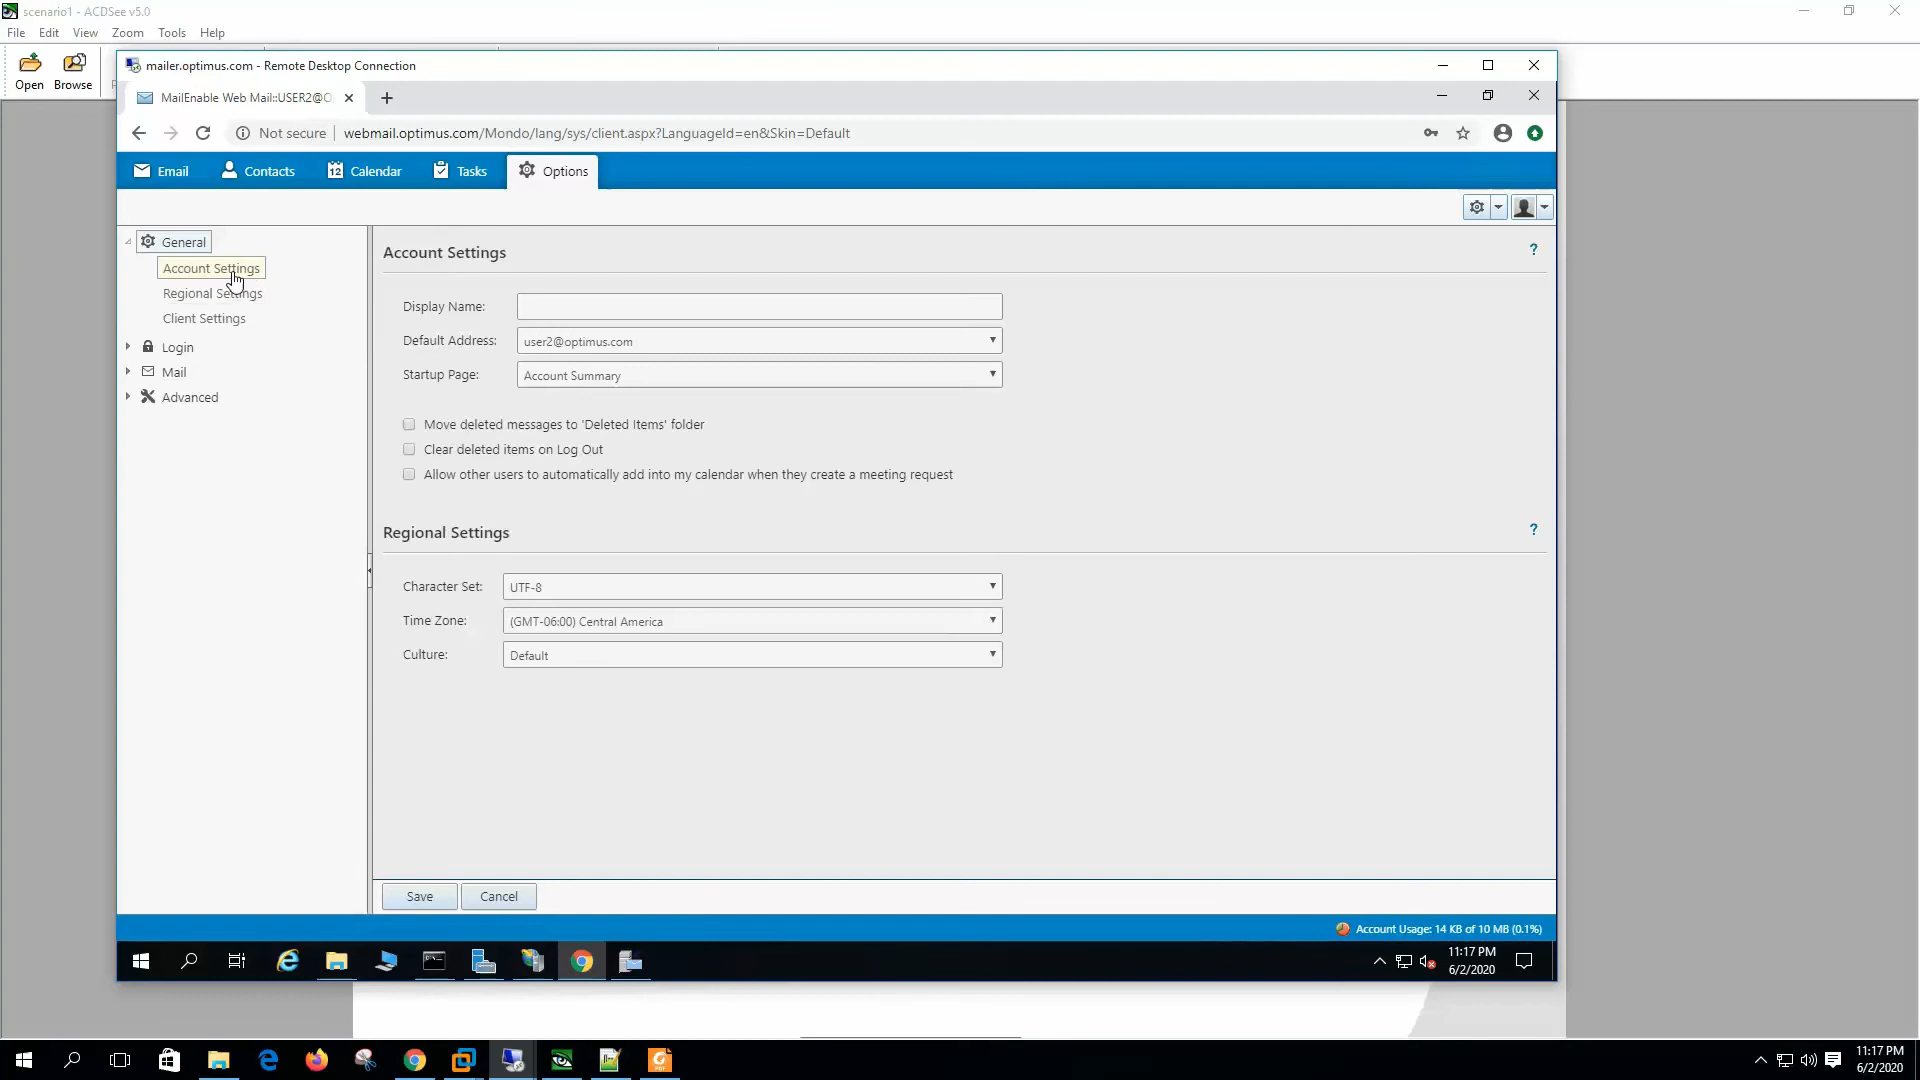 scenario1 - ACDSee v5.0
File Edit View Zoom Tools Help
Open Browse
mailer.optimus.com - Remote Desktop Connection
MailEnable Web Mail::USER2@O
Not secure webmail.optimus.com/Mondo/lang/sys/client.aspx?LanguageId=en&Skin=Default
Email Contacts 12 Calendar Tasks Options
General
Account Settings
Regional Settings
Client Settings
Login
Mail
Advanced
Account Settings ?
Display Name:
Default Address: user2@optimus.com
Startup Page: Account Summary
Move deleted messages to 'Deleted Items' folder
Clear deleted items on Log Out
Allow other users to automatically add into my calendar when they create a meeting request
Regional Settings ?
Character Set: UTF-8
Time Zone: (GMT-06:00) Central America
Culture: Default
Save Cancel
Account Usage: 14 KB of 10 MB (0.1%)
11:17 PM
6/2/2020
11:17 PM
6/2/2020